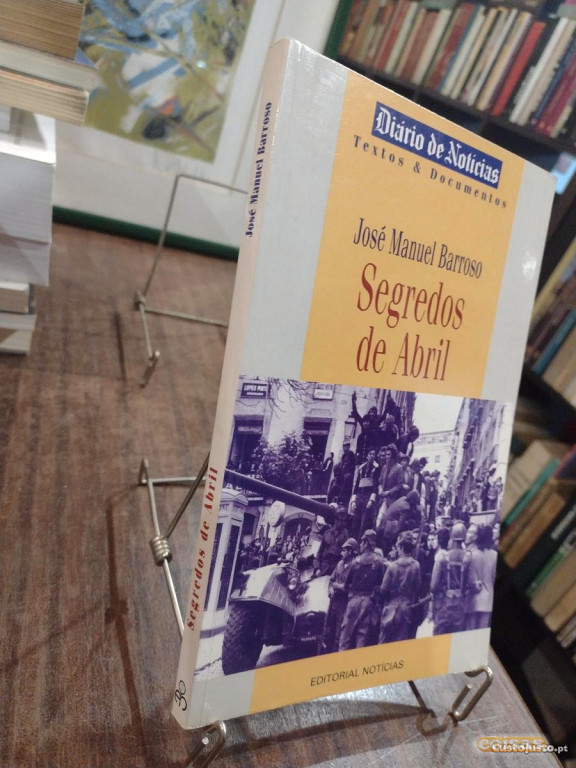 Diário de Notícias
Textos & Documentos
José Manuel Barroso
Segredos
de Abril
EDITORIAL NOTÍCIAS
José Manuel Barroso
Segredos de Abril
CustoJusto.pt